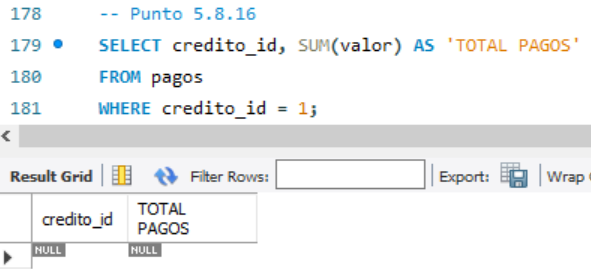 178 -- Punto 5.8.16
179 SELECT credito_id, SUM(valor) AS 'TOTAL PAGOS'
180 FROM pagos
181 WHERE credito_id = 1;
Result Grid Filter Rows: Export: Wrap
credito_id TOTAL
PAGOS
NULL NULL